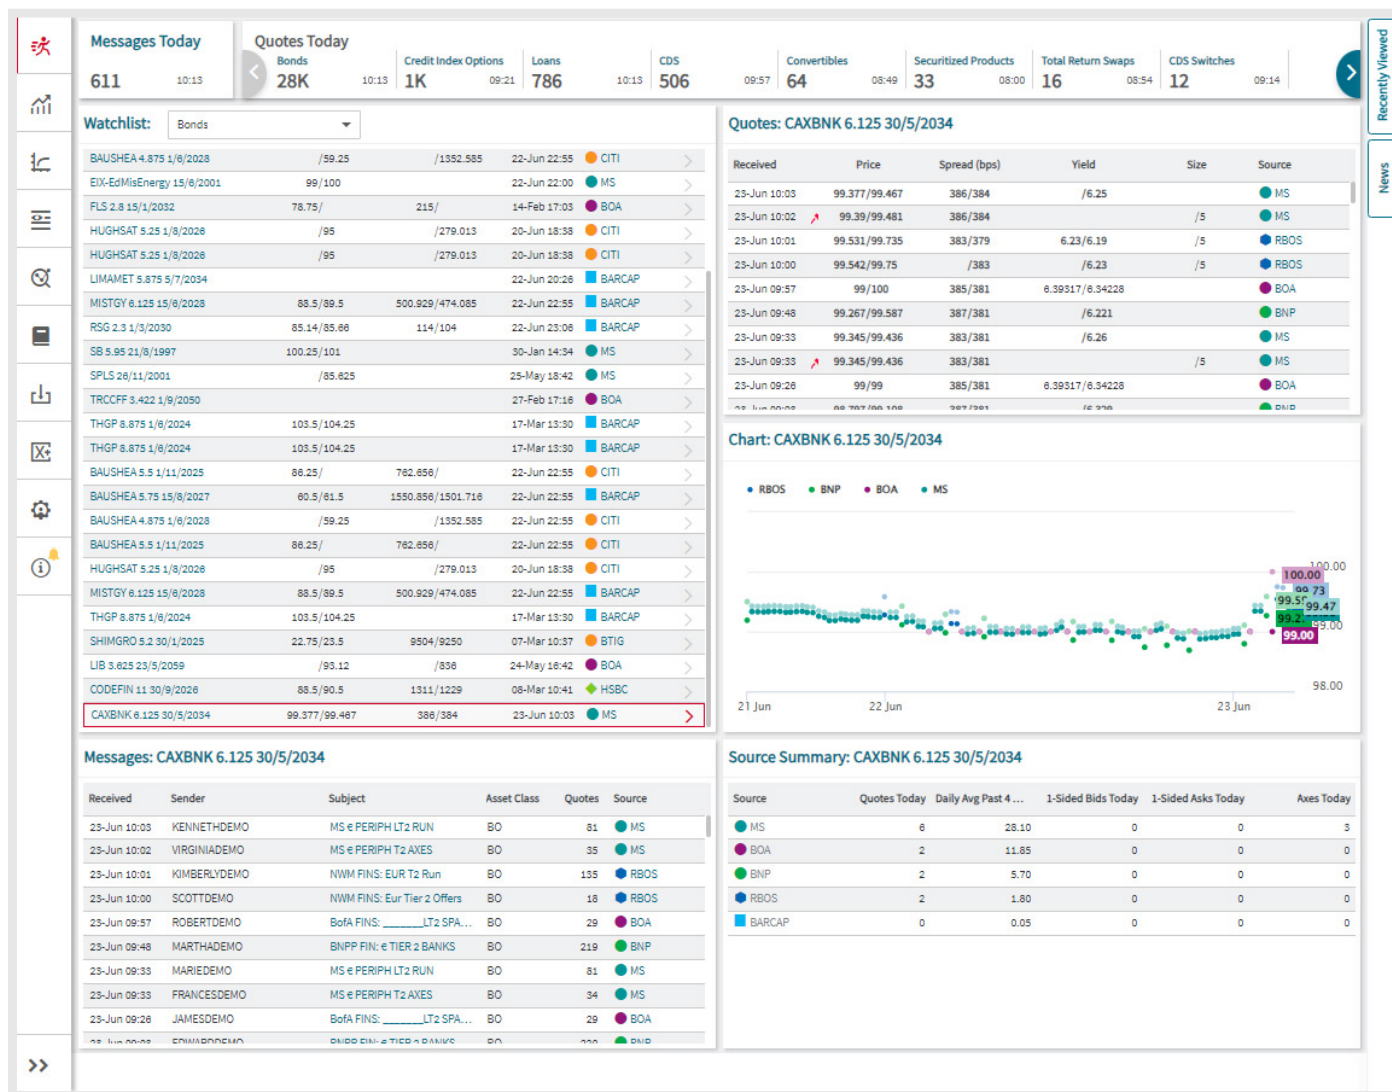 Messages Today
611 10:13
Quotes Today
Bonds Credit Index Options Loans CDS Convertibles Securitized Products Total Return Swaps CDS Switches
28K 10:13 1K 09:21 786 10:13 506 09:57 64 08:49 33 08:00 16 08:54 12 09:14
Recently Viewed
News
Watchlist: Bonds
BAUSHEA 4.875 1/6/2028 /59.25 /1352.585 22-Jun 22:55 CITI
EIX-EdMisEnergy 15/6/2001 99/100 22-Jun 22:00 MS
FLS 2.8 15/1/2032 78.75/ 215/ 14-Feb 17:03 BOA
HUGHSAT 5.25 1/8/2026 /95 /279.013 20-Jun 18:38 CITI
HUGHSAT 5.25 1/8/2026 /95 /279.013 20-Jun 18:38 CITI
LIMAMET 5.875 5/7/2034 22-Jun 20:26 BARCAP
MISTGY 6.125 15/6/2028 88.5/89.5 500.929/474.085 22-Jun 22:55 BARCAP
RSG 2.3 1/3/2030 85.14/85.66 114/104 22-Jun 23:06 BARCAP
SB 5.95 21/8/1997 100.25/101 30-Jan 14:34 MS
SPLS 26/11/2001 /85.625 25-May 18:42 MS
TRCCFF 3.422 1/9/2050 27-Feb 17:16 BOA
THGP 8.875 1/6/2024 103.5/104.25 17-Mar 13:30 BARCAP
THGP 8.875 1/6/2024 103.5/104.25 17-Mar 13:30 BARCAP
BAUSHEA 5.5 1/11/2025 86.25/ 762.656/ 22-Jun 22:55 CITI
BAUSHEA 5.75 15/8/2027 60.5/61.5 1550.856/1501.716 22-Jun 22:55 BARCAP
BAUSHEA 4.875 1/6/2028 /59.25 /1352.585 22-Jun 22:55 CITI
BAUSHEA 5.5 1/11/2025 86.25/ 762.656/ 22-Jun 22:55 CITI
HUGHSAT 5.25 1/8/2026 /95 /279.013 20-Jun 18:38 CITI
MISTGY 6.125 15/6/2028 88.5/89.5 500.929/474.085 22-Jun 22:55 BARCAP
THGP 8.875 1/6/2024 103.5/104.25 17-Mar 13:30 BARCAP
SHIMGRO 5.2 30/1/2025 22.75/23.5 9504/9250 07-Mar 10:37 BTIG
LIB 3.625 23/5/2059 /93.12 /836 24-May 16:42 BOA
CODEFIN 11 30/9/2026 88.5/90.5 1311/1229 08-Mar 10:41 HSBC
CAXBNK 6.125 30/5/2034 99.377/99.467 386/384 23-Jun 10:03 MS
Quotes: CAXBNK 6.125 30/5/2034
Received Price Spread (bps) Yield Size Source
23-Jun 10:03 99.377/99.467 386/384 /6.25 MS
23-Jun 10:02 99.39/99.481 386/384 /5 MS
23-Jun 10:01 99.531/99.735 383/379 6.23/6.19 /5 RBOS
23-Jun 10:00 99.542/99.75 /383 /6.23 /5 RBOS
23-Jun 09:57 99/100 385/381 6.39317/6.34228 BOA
23-Jun 09:48 99.267/99.587 387/381 /6.221 BNP
23-Jun 09:33 99.345/99.436 383/381 /6.26 MS
23-Jun 09:33 99.345/99.436 383/381 /5 MS
23-Jun 09:26 99/99 385/381 6.39317/6.34228 BOA
Chart: CAXBNK 6.125 30/5/2034
RBOS BNP BOA MS
100.00
100.00
99.73
99.47
99.00
98.00
21 Jun 22 Jun 23 Jun
Messages: CAXBNK 6.125 30/5/2034
Received Sender Subject Asset Class Quotes Source
23-Jun 10:03 KENNETHDEMO MS € PERIPH LT2 RUN BO 81 MS
23-Jun 10:02 VIRGINIADEMO MS € PERIPH T2 AXES BO 35 MS
23-Jun 10:01 KIMBERLYDEMO NWM FINS: EUR T2 Run BO 135 RBOS
23-Jun 10:00 SCOTTDEMO NWM FINS: Eur Tier 2 Offers BO 18 RBOS
23-Jun 09:57 ROBERTDEMO BofA FINS: _______LT2 SPA... BO 29 BOA
23-Jun 09:48 MARTHADEMO BNPP FIN: € TIER 2 BANKS BO 219 BNP
23-Jun 09:33 MARIEDEMO MS € PERIPH LT2 RUN BO 81 MS
23-Jun 09:33 FRANCESDEMO MS € PERIPH T2 AXES BO 34 MS
23-Jun 09:26 JAMESDEMO BofA FINS: _______LT2 SPA... BO 29 BOA
Source Summary: CAXBNK 6.125 30/5/2034
Source Quotes Today Daily Avg Past 4 ... 1-Sided Bids Today 1-Sided Asks Today Axes Today
MS 6 28.10 0 0 3
BOA 2 11.85 0 0 0
BNP 2 5.70 0 0 0
RBOS 2 1.80 0 0 0
BARCAP 0 0.05 0 0 0